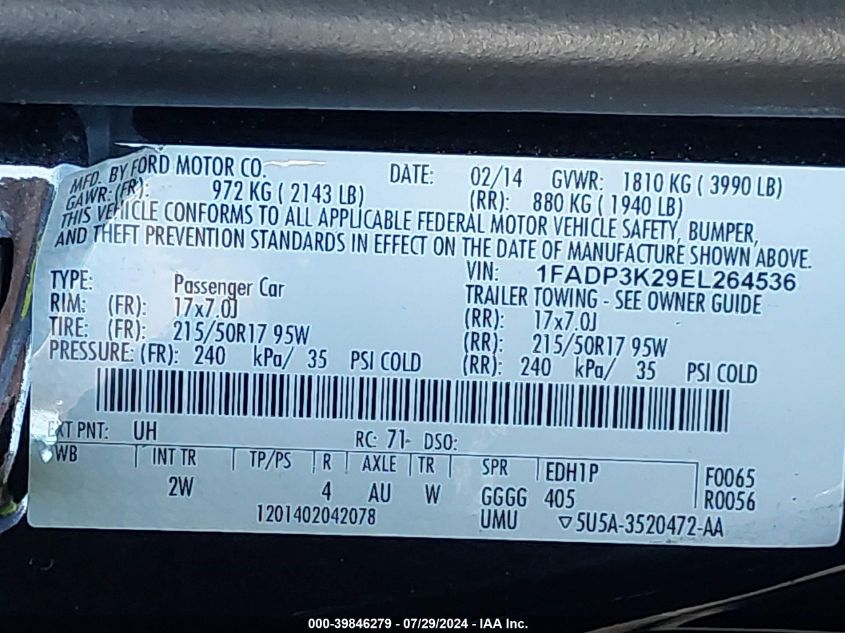 MFD. BY FORD MOTOR CO. DATE: 02/14 GVWR: 1810 KG ( 3990 LB)
GAWR: (FR): 972 KG ( 2143 LB) (RR): 880 KG ( 1940 LB)
THIS VEHICLE CONFORMS TO ALL APPLICABLE FEDERAL MOTOR VEHICLE SAFETY, BUMPER,
AND THEFT PREVENTION STANDARDS IN EFFECT ON THE DATE OF MANUFACTURE SHOWN ABOVE.
VIN: 1FADP3K29EL264536
TYPE: Passenger Car TRAILER TOWING - SEE OWNER GUIDE
RIM: (FR): 17x7.0J (RR): 17x7.0J
TIRE: (FR): 215/50R17 95W (RR): 215/50R17 95W
PRESSURE: (FR): 240 kPa/ 35 PSI COLD (RR): 240 kPa/ 35 PSI COLD
EXT PNT: UH RC: 71 DSO:
WB INT TR TP/PS R AXLE TR SPR EDH1P F0065
2W 4 AU W GGGG 405 R0056
1201402042078 UMU ▽5U5A-3520472-AA
000-39846279 - 07/29/2024 - IAA Inc.